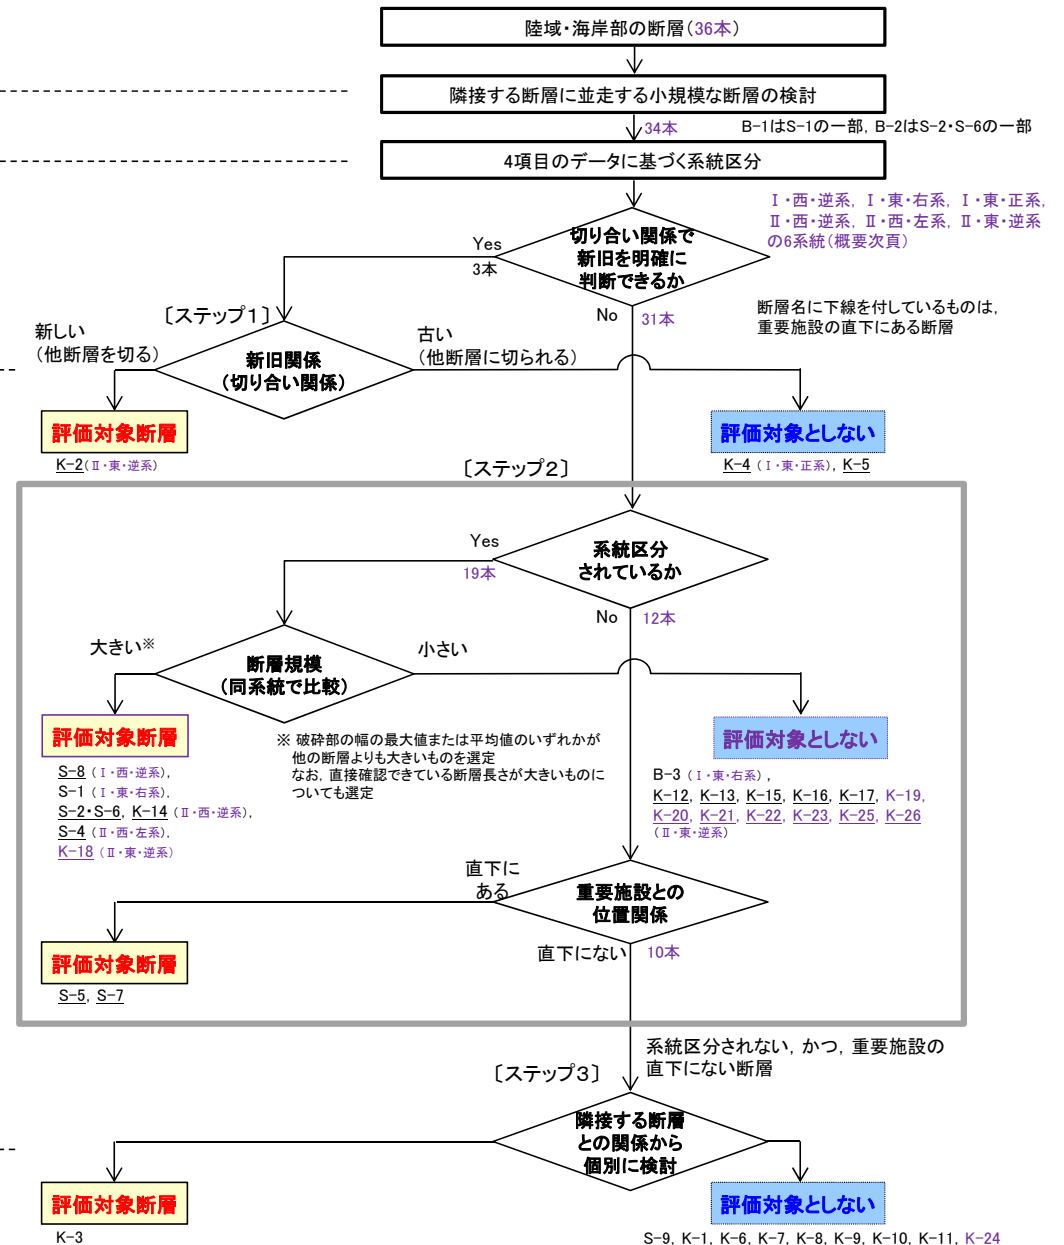 陸域・海岸部の断層（36本）
隣接する断層に並走する小規模な断層の検討
34本
B-1はS-1の一部, B-2はS-2・S-6の一部
4項目のデータに基づく系統区分
Ⅰ・西・逆系, Ⅰ・東・右系, Ⅰ・東・正系,
Ⅱ・西・逆系, Ⅱ・西・左系, Ⅱ・東・逆系
の6系統（概要次頁）
切り合い関係で
新旧を明確に
判断できるか
Yes
3本
No
31本
断層名に下線を付しているものは,
重要施設の直下にある断層
〔ステップ1〕
新しい
（他断層を切る）
新旧関係
（切り合い関係）
古い
（他断層に切られる）
評価対象断層
K-2（Ⅱ・東・逆系）
評価対象としない
K-4（Ⅰ・東・正系）, K-5
〔ステップ2〕
系統区分
されているか
Yes
19本
No
12本
大きい※
断層規模
（同系統で比較）
小さい
評価対象断層
S-8（Ⅰ・西・逆系）,
S-1（Ⅰ・東・右系）,
S-2・S-6, K-14（Ⅱ・西・逆系）,
S-4（Ⅱ・西・左系）,
K-18（Ⅱ・東・逆系）
※ 破砕部の幅の最大値または平均値のいずれかが
他の断層よりも大きいものを選定
なお, 直接確認できている断層長さが大きいものに
ついても選定
評価対象としない
B-3（Ⅰ・東・右系）,
K-12, K-13, K-15, K-16, K-17, K-19,
K-20, K-21, K-22, K-23, K-25, K-26
（Ⅱ・東・逆系）
直下に
ある
重要施設との
位置関係
直下にない
10本
評価対象断層
S-5, S-7
系統区分されない, かつ, 重要施設の
直下にない断層
〔ステップ3〕
隣接する断層
との関係から
個別に検討
評価対象断層
K-3
評価対象としない
S-9, K-1, K-6, K-7, K-8, K-9, K-10, K-11, K-24